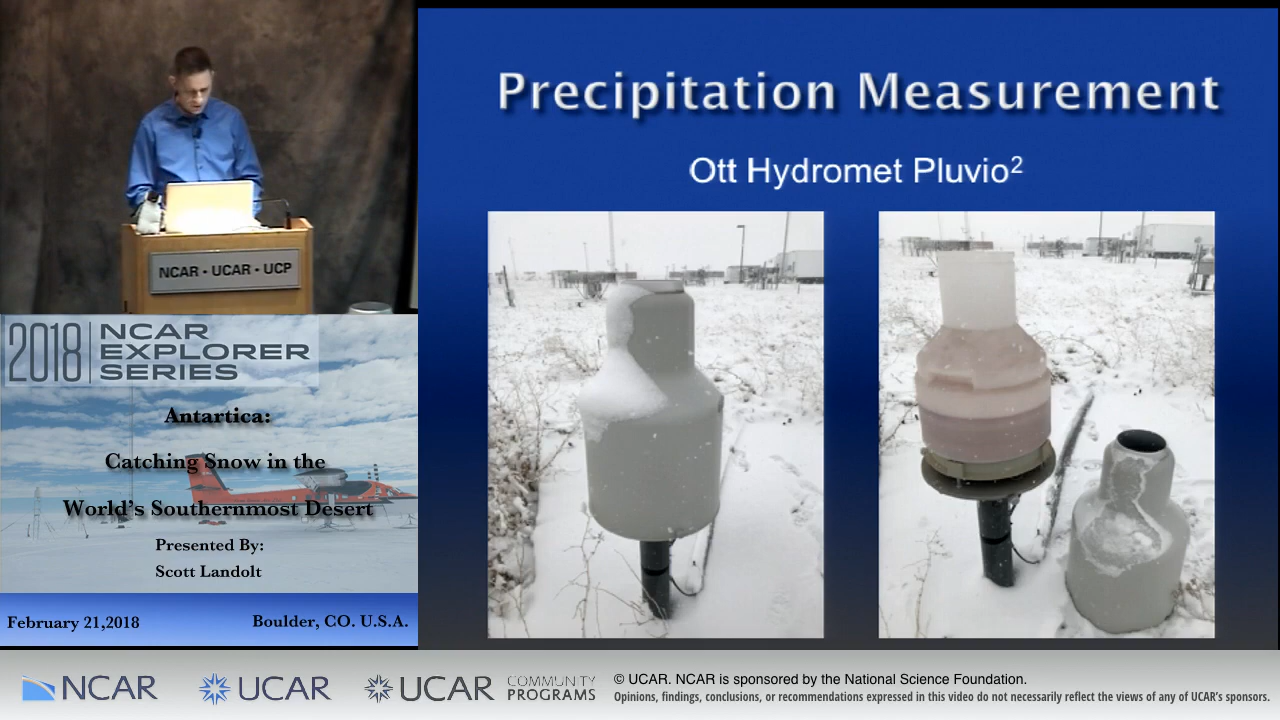 Precipitation Measurement
Ott Hydromet Pluvio²
NCAR • UCAR • UCP
2018 NCAR
EXPLORER
SERIES
Antartica:
Catching Snow in the
World's Southernmost Desert
Presented By:
Scott Landolt
February 21,2018
Boulder, CO. U.S.A.
NCAR
UCAR
UCAR COMMUNITY
PROGRAMS
© UCAR. NCAR is sponsored by the National Science Foundation.
Opinions, findings, conclusions, or recommendations expressed in this video do not necessarily reflect the views of any of UCAR's sponsors.